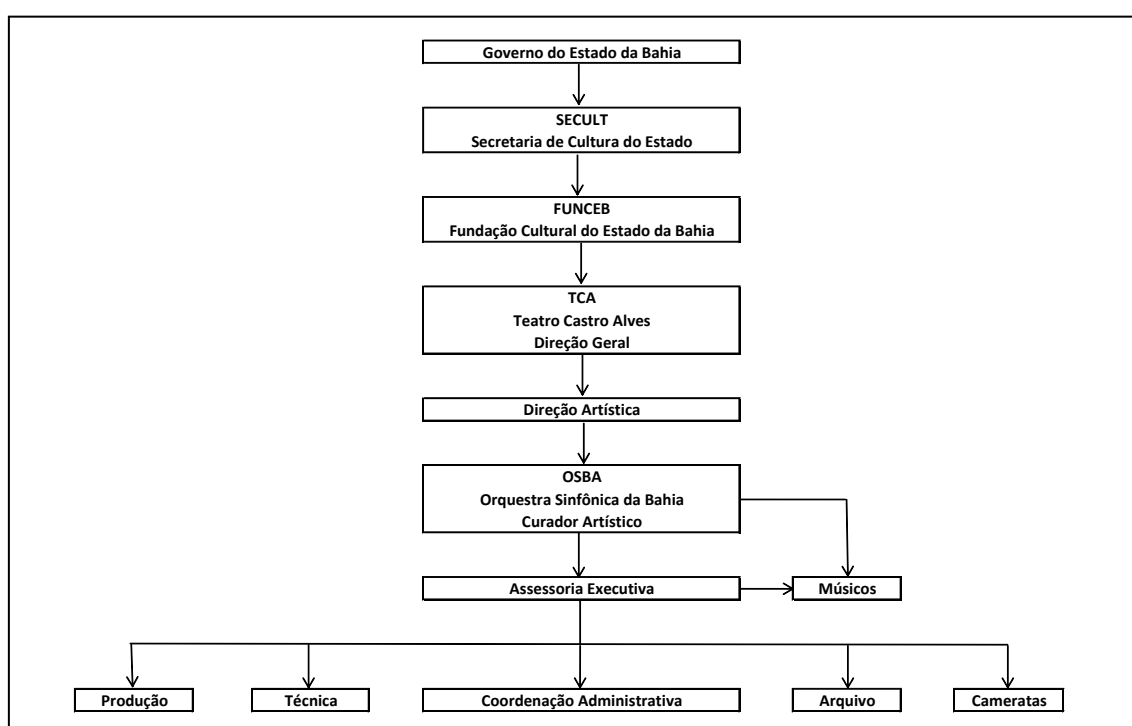 Governo do Estado da Bahia
SECULT
Secretaria de Cultura do Estado
FUNCEB
Fundação Cultural do Estado da Bahia
TCA
Teatro Castro Alves
Direção Geral
Direção Artística
OSBA
Orquestra Sinfônica da Bahia
Curador Artístico
Assessoria Executiva
Músicos
Produção
Técnica
Coordenação Administrativa
Arquivo
Cameratas